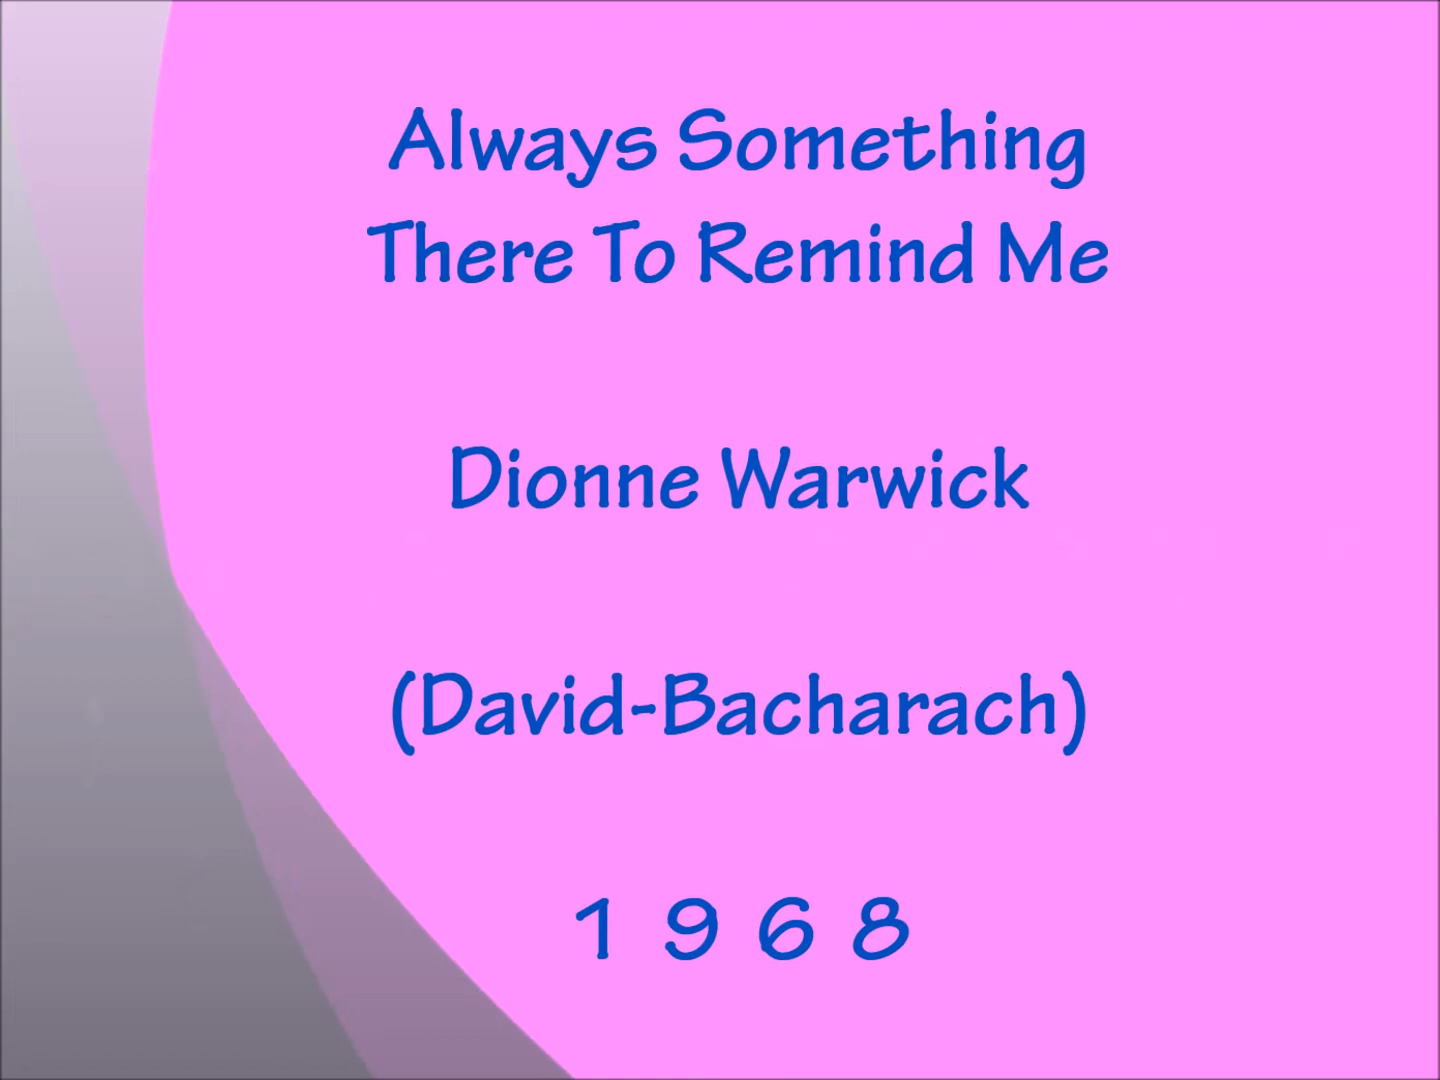 Always Something
There To Remind Me
Dionne Warwick
(David-Bacharach)
1 9 6 8